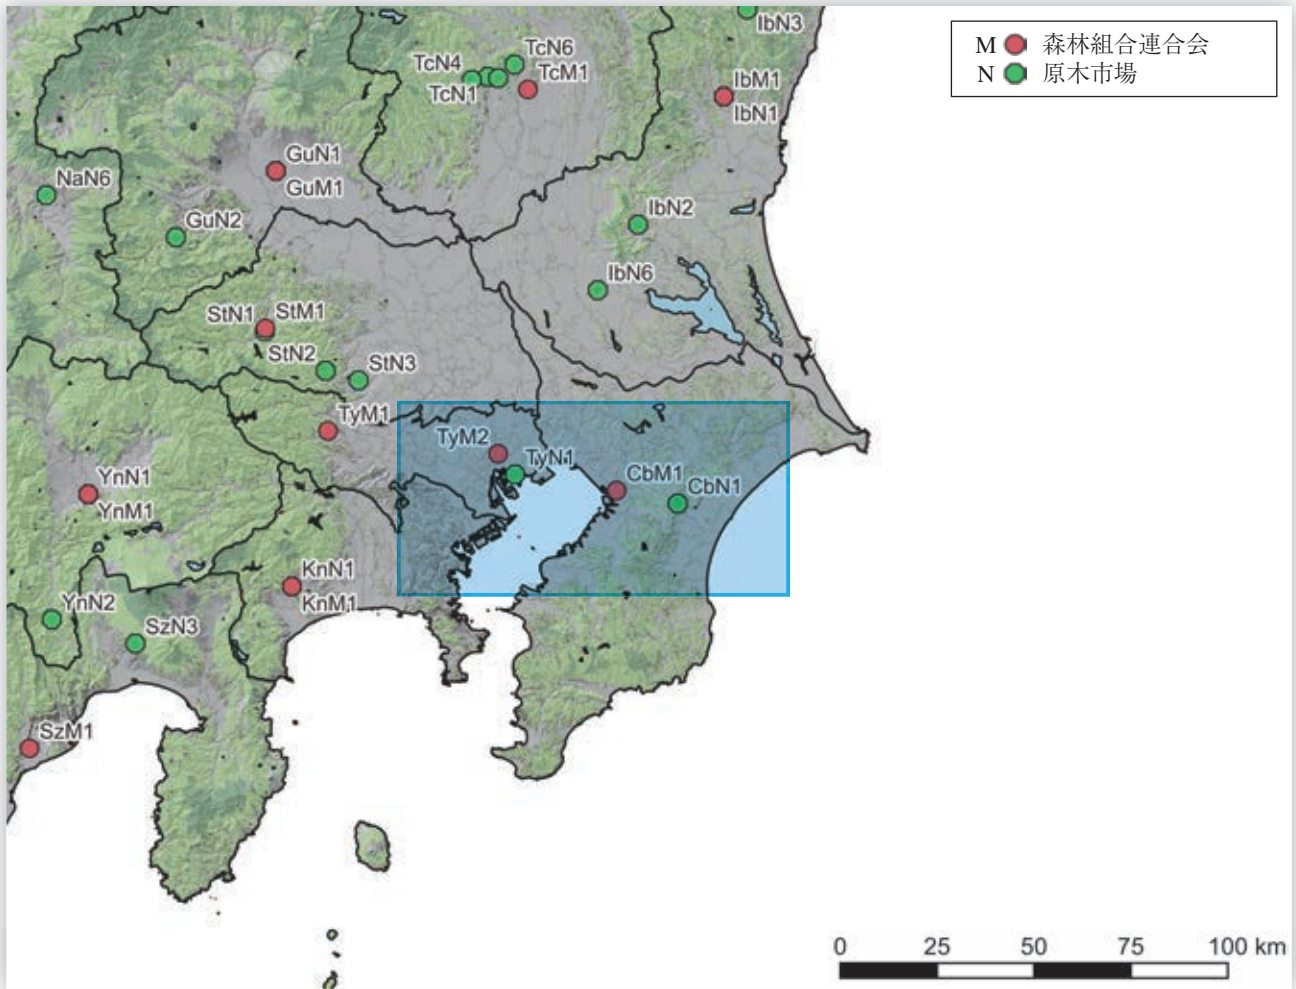 IbN3
M 森林組合連合会
N 原木市場
TcN6
TcN4
TcM1
TcN1
IbM1
IbN1
GuN1
GuM1
NaN6
GuN2
IbN2
IbN6
StN1 StM1
StN2
StN3
TyM1
TyM2
TyN1
CbM1
CbN1
YnN1
YnM1
KnN1
KnM1
YnN2
SzN3
SzM1
0 25 50 75 100 km